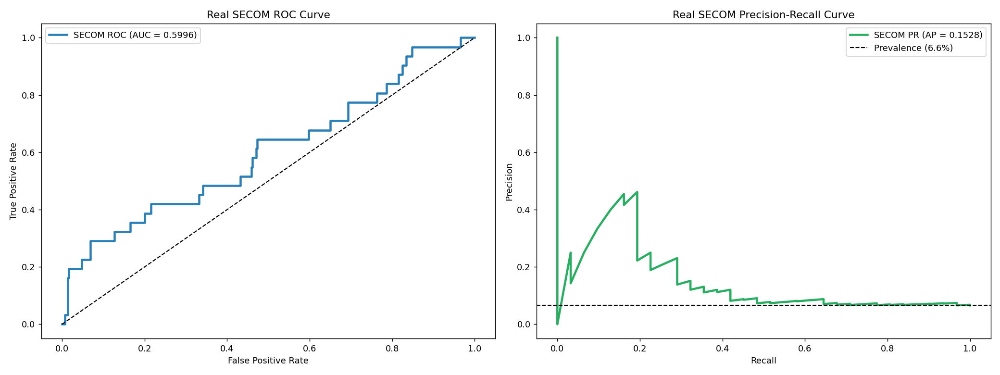 Real SECOM ROC Curve
SECOM ROC (AUC = 0.5996)
1.0
0.8
0.6
0.4
0.2
0.0
True Positive Rate
0.0 0.2 0.4 0.6 0.8 1.0
False Positive Rate
Real SECOM Precision-Recall Curve
SECOM PR (AP = 0.1528)
Prevalence (6.6%)
1.0
0.8
0.6
0.4
0.2
0.0
Precision
0.0 0.2 0.4 0.6 0.8 1.0
Recall